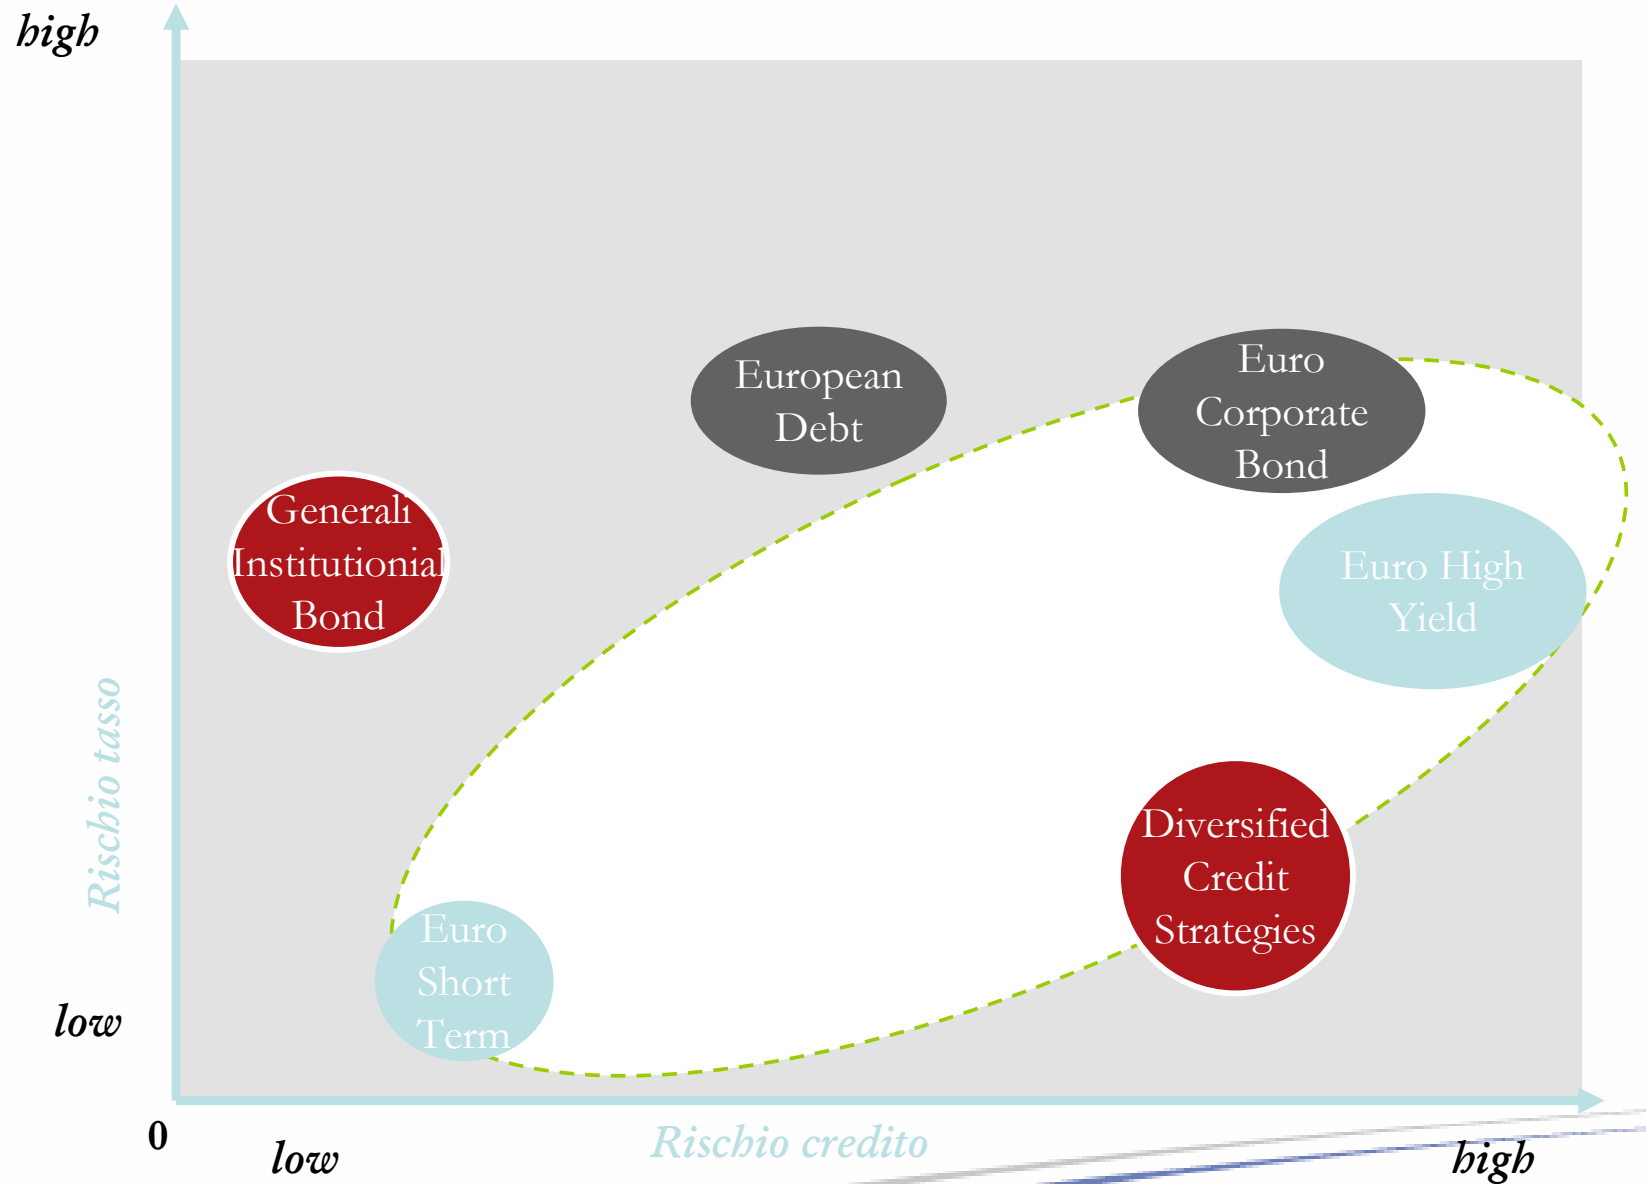 high
European
Debt
Euro
Corporate
Bond
Generali
Institutionial
Bond
Euro High
Yield
Rischio tasso
Diversified
Credit
Strategies
Euro
Short
Term
low
0
low
Rischio credito
high